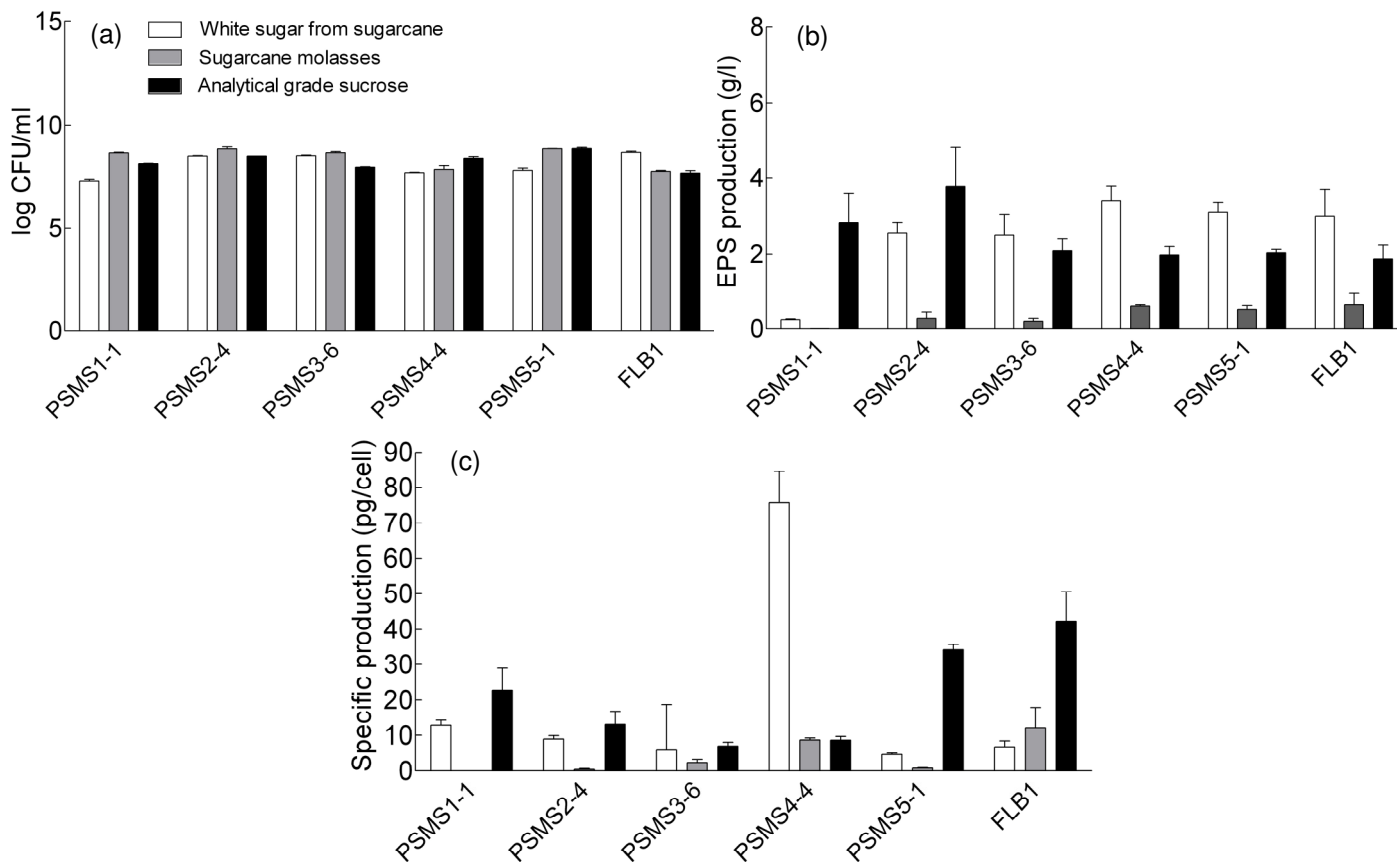 (a)
White sugar from sugarcane
Sugarcane molasses
Analytical grade sucrose
log CFU/ml
15
10
5
0
PSMS1-1
PSMS2-4
PSMS3-6
PSMS4-4
PSMS5-1
FLB1
(b)
EPS production (g/l)
8
6
4
2
0
PSMS1-1
PSMS2-4
PSMS3-6
PSMS4-4
PSMS5-1
FLB1
(c)
Specific production (pg/cell)
90
80
70
60
50
40
30
20
10
0
PSMS1-1
PSMS2-4
PSMS3-6
PSMS4-4
PSMS5-1
FLB1